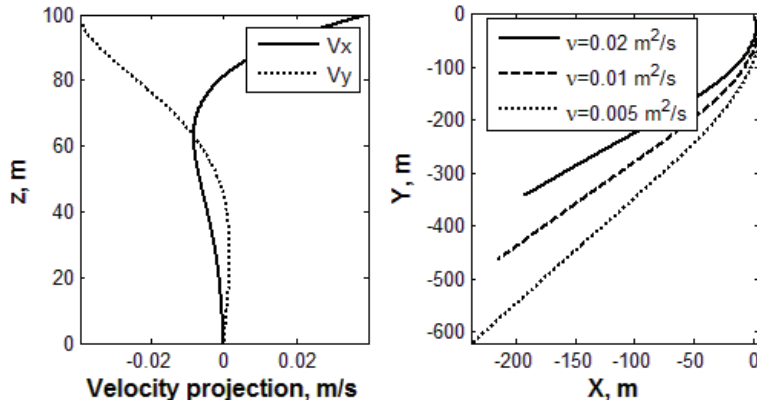 100
80
60
40
20
0
z, m
-0.02
0
0.02
Velocity projection, m/s
Vx
Vy
0
-100
-200
-300
-400
-500
-600
Y, m
-200
-150
-100
-50
0
X, m
ν=0.02 m²/s
ν=0.01 m²/s
ν=0.005 m²/s